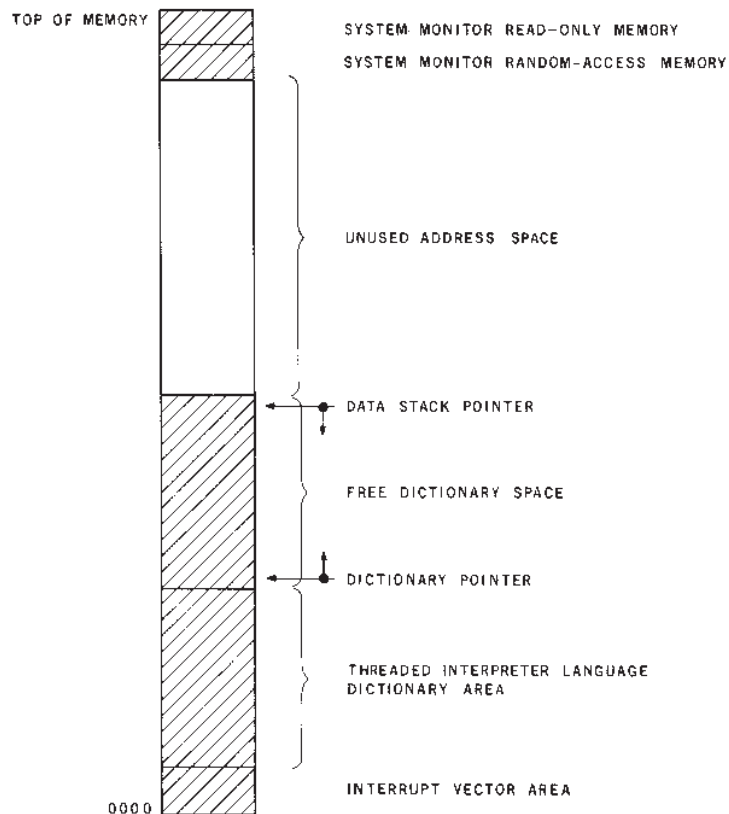 TOP OF MEMORY
SYSTEM MONITOR READ-ONLY MEMORY
SYSTEM MONITOR RANDOM-ACCESS MEMORY
UNUSED ADDRESS SPACE
DATA STACK POINTER
FREE DICTIONARY SPACE
DICTIONARY POINTER
THREADED INTERPRETER LANGUAGE
DICTIONARY AREA
INTERRUPT VECTOR AREA
0000